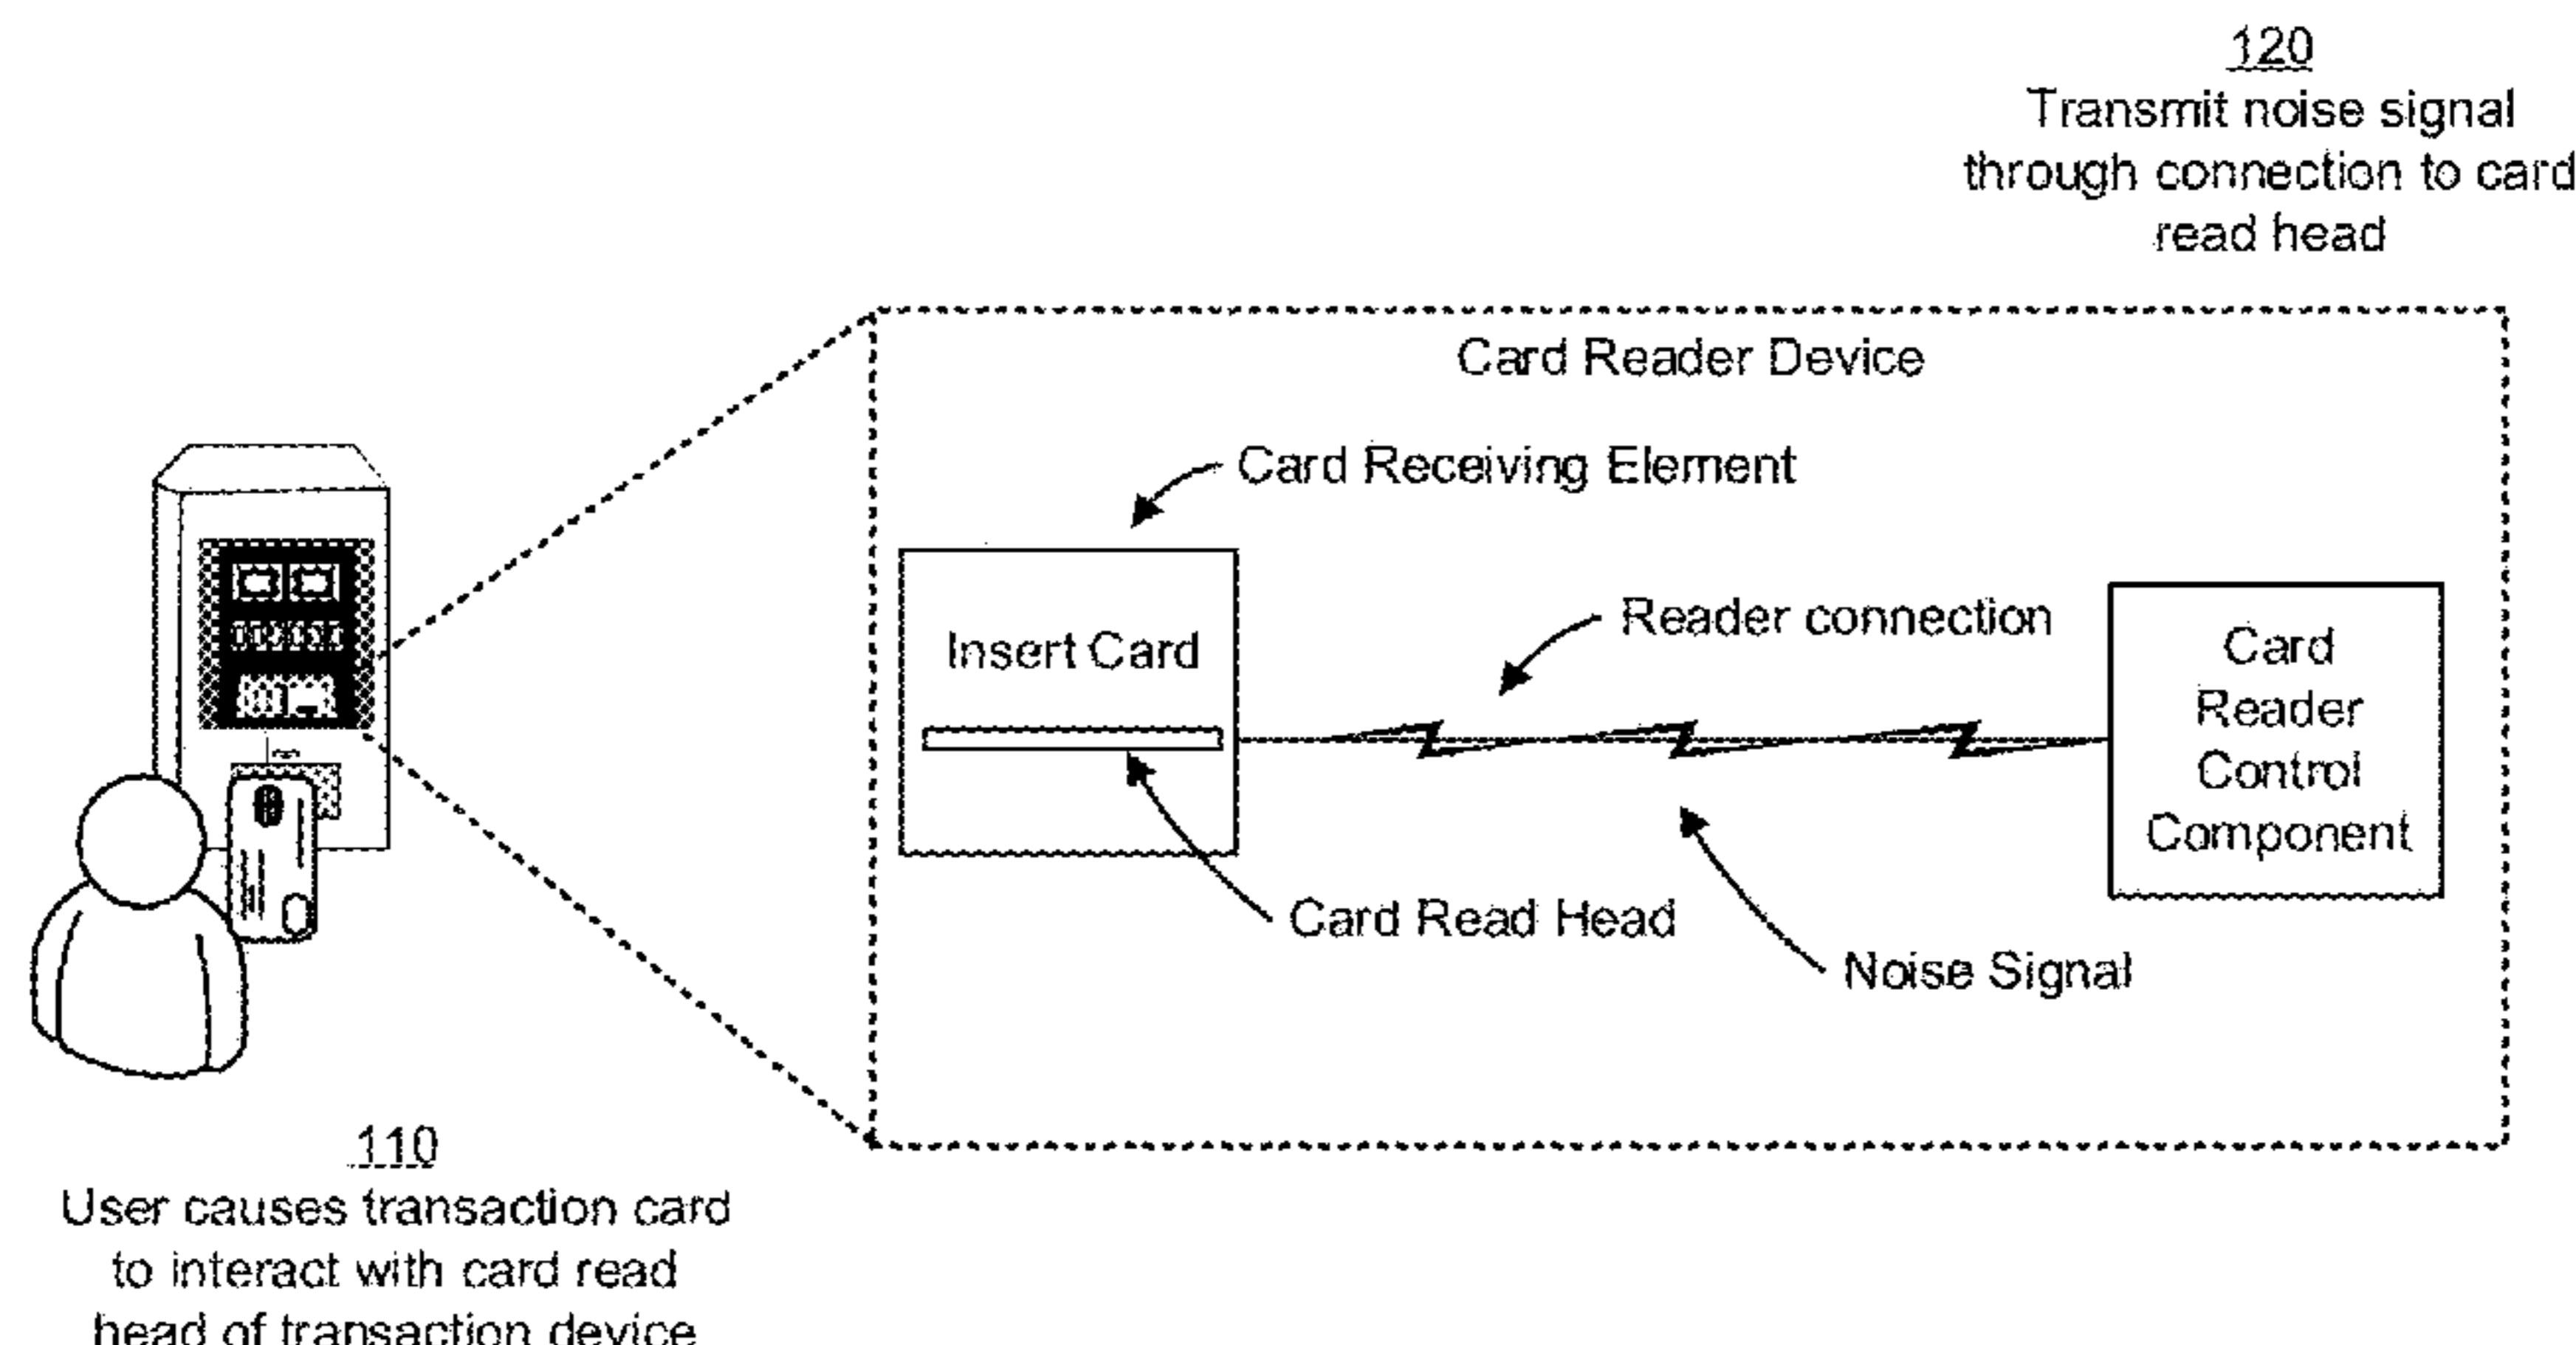 120
Transmit noise signal
through connection to card
read head
Card Reader Device
Card Receiving Element
Reader connection
Insert Card
Card
Reader
Control
Component
Card Read Head
Noise Signal
110
User causes transaction card
to interact with card read
head of transaction device